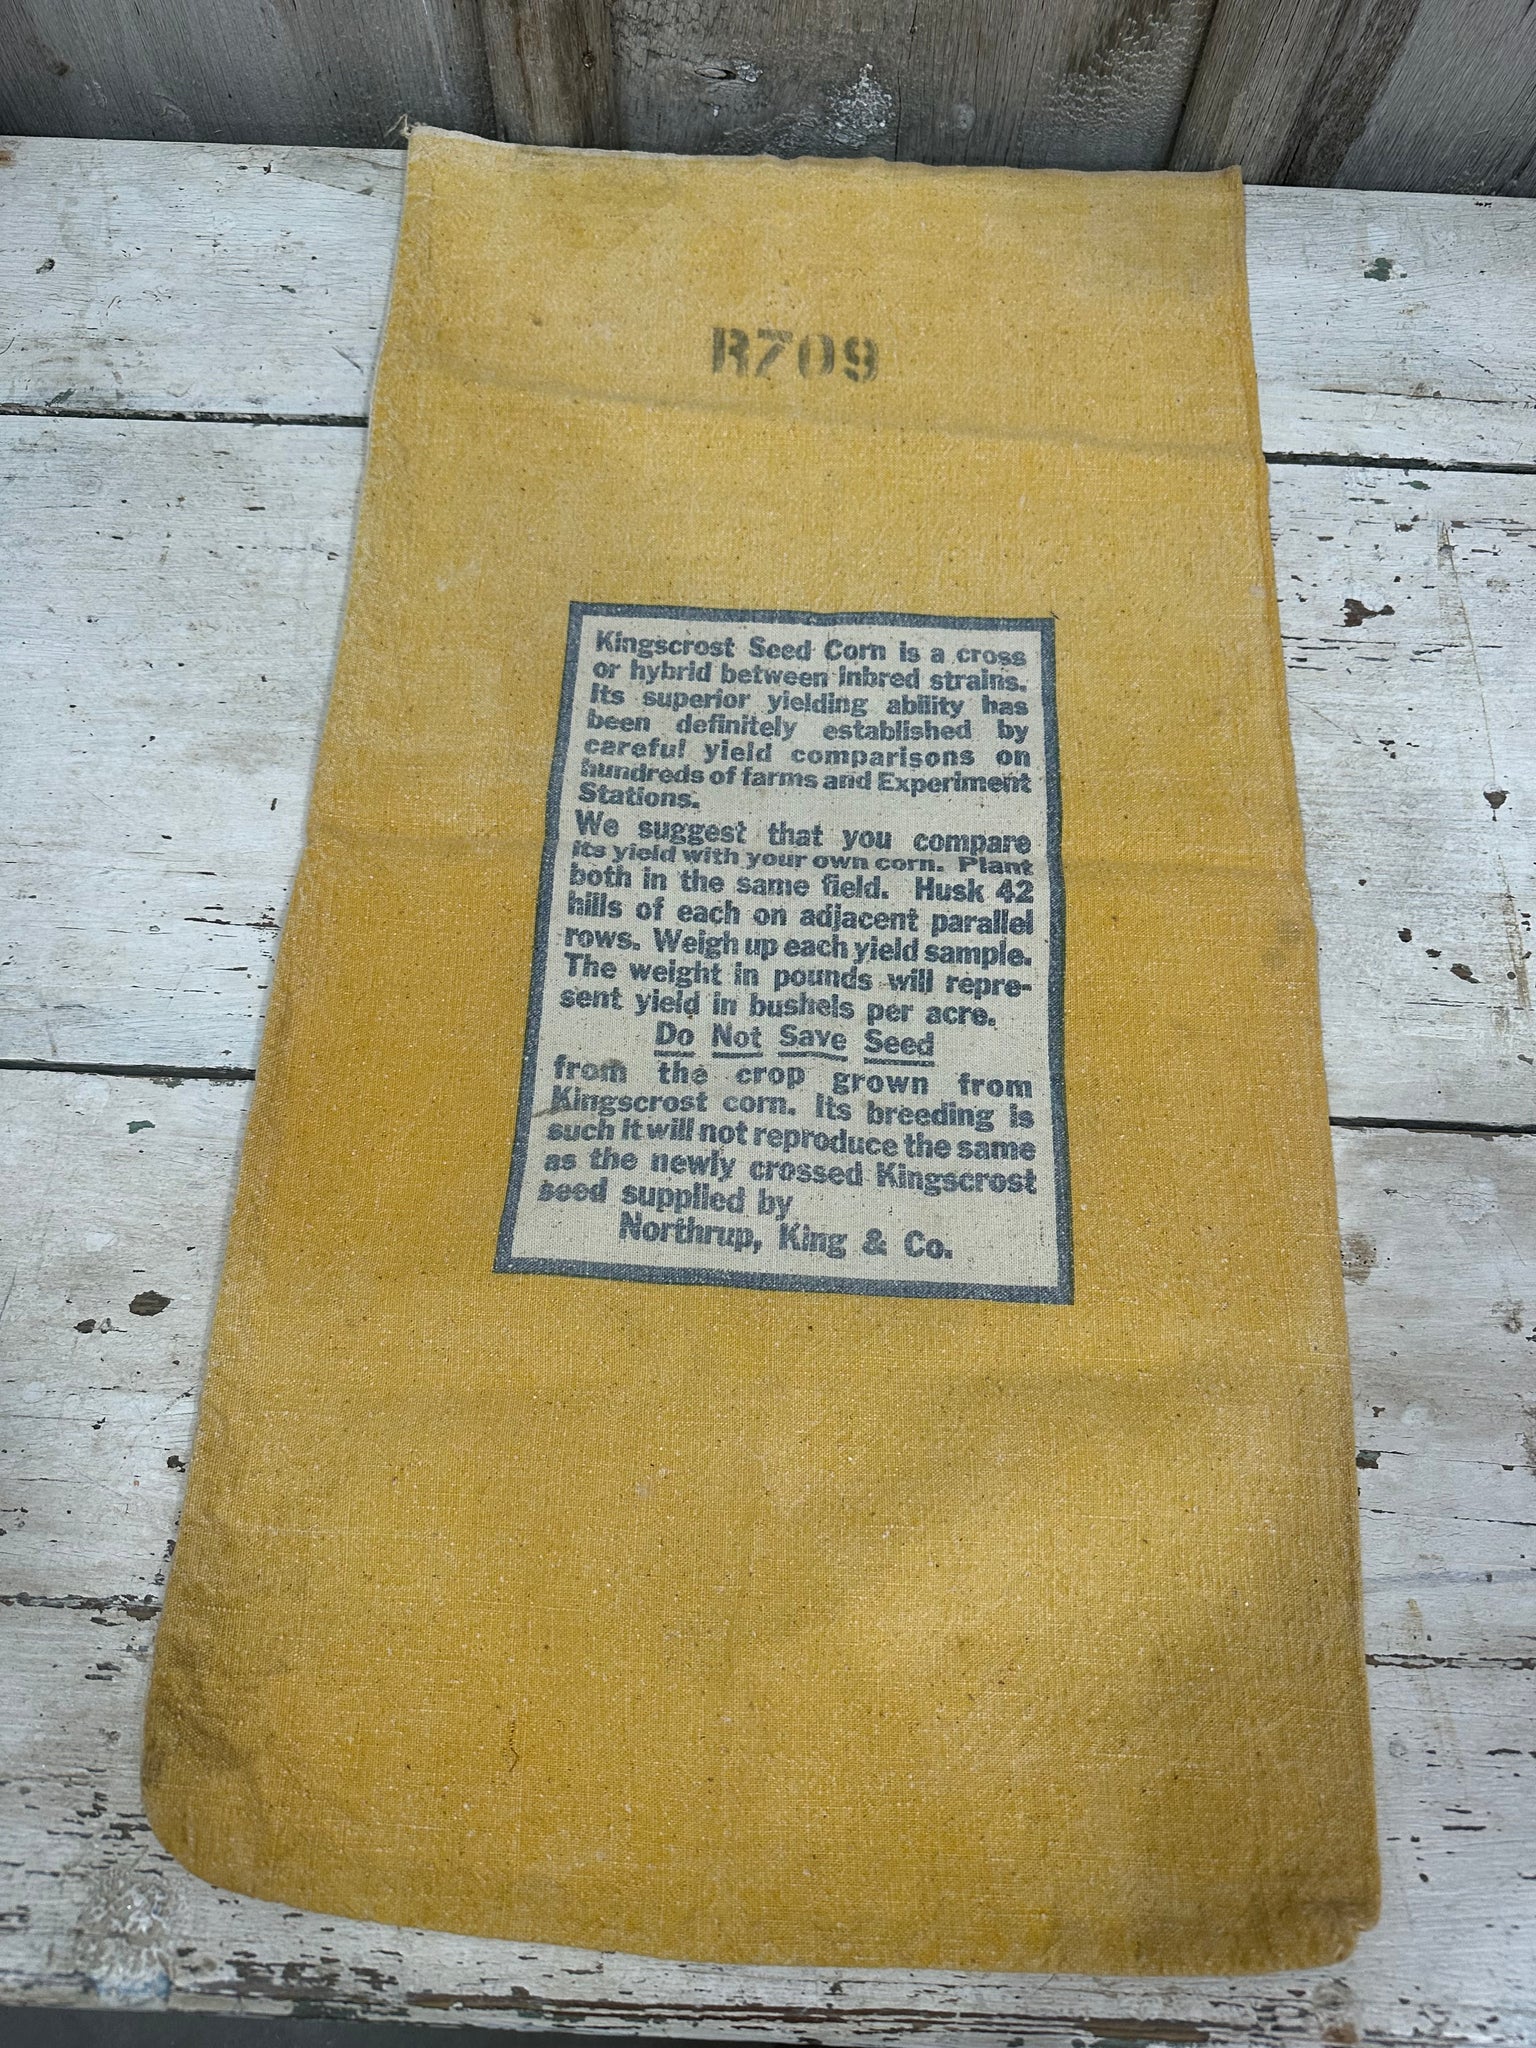 R709
Kingscrost Seed Corn is a cross
or hybrid between inbred strains.
Its superior yielding ability has
been definitely established by
careful yield comparisons on
hundreds of farms and Experiment
Stations.
We suggest that you compare
its yield with your own corn. Plant
both in the same field. Husk 42
hills of each on adjacent parallel
rows. Weigh up each yield sample.
The weight in pounds will repre-
sent yield in bushels per acre.
Do Not Save Seed
from the crop grown from
Kingscrost corn. Its breeding is
such it will not reproduce the same
as the newly crossed Kingscrost
seed supplied by
Northrup, King & Co.